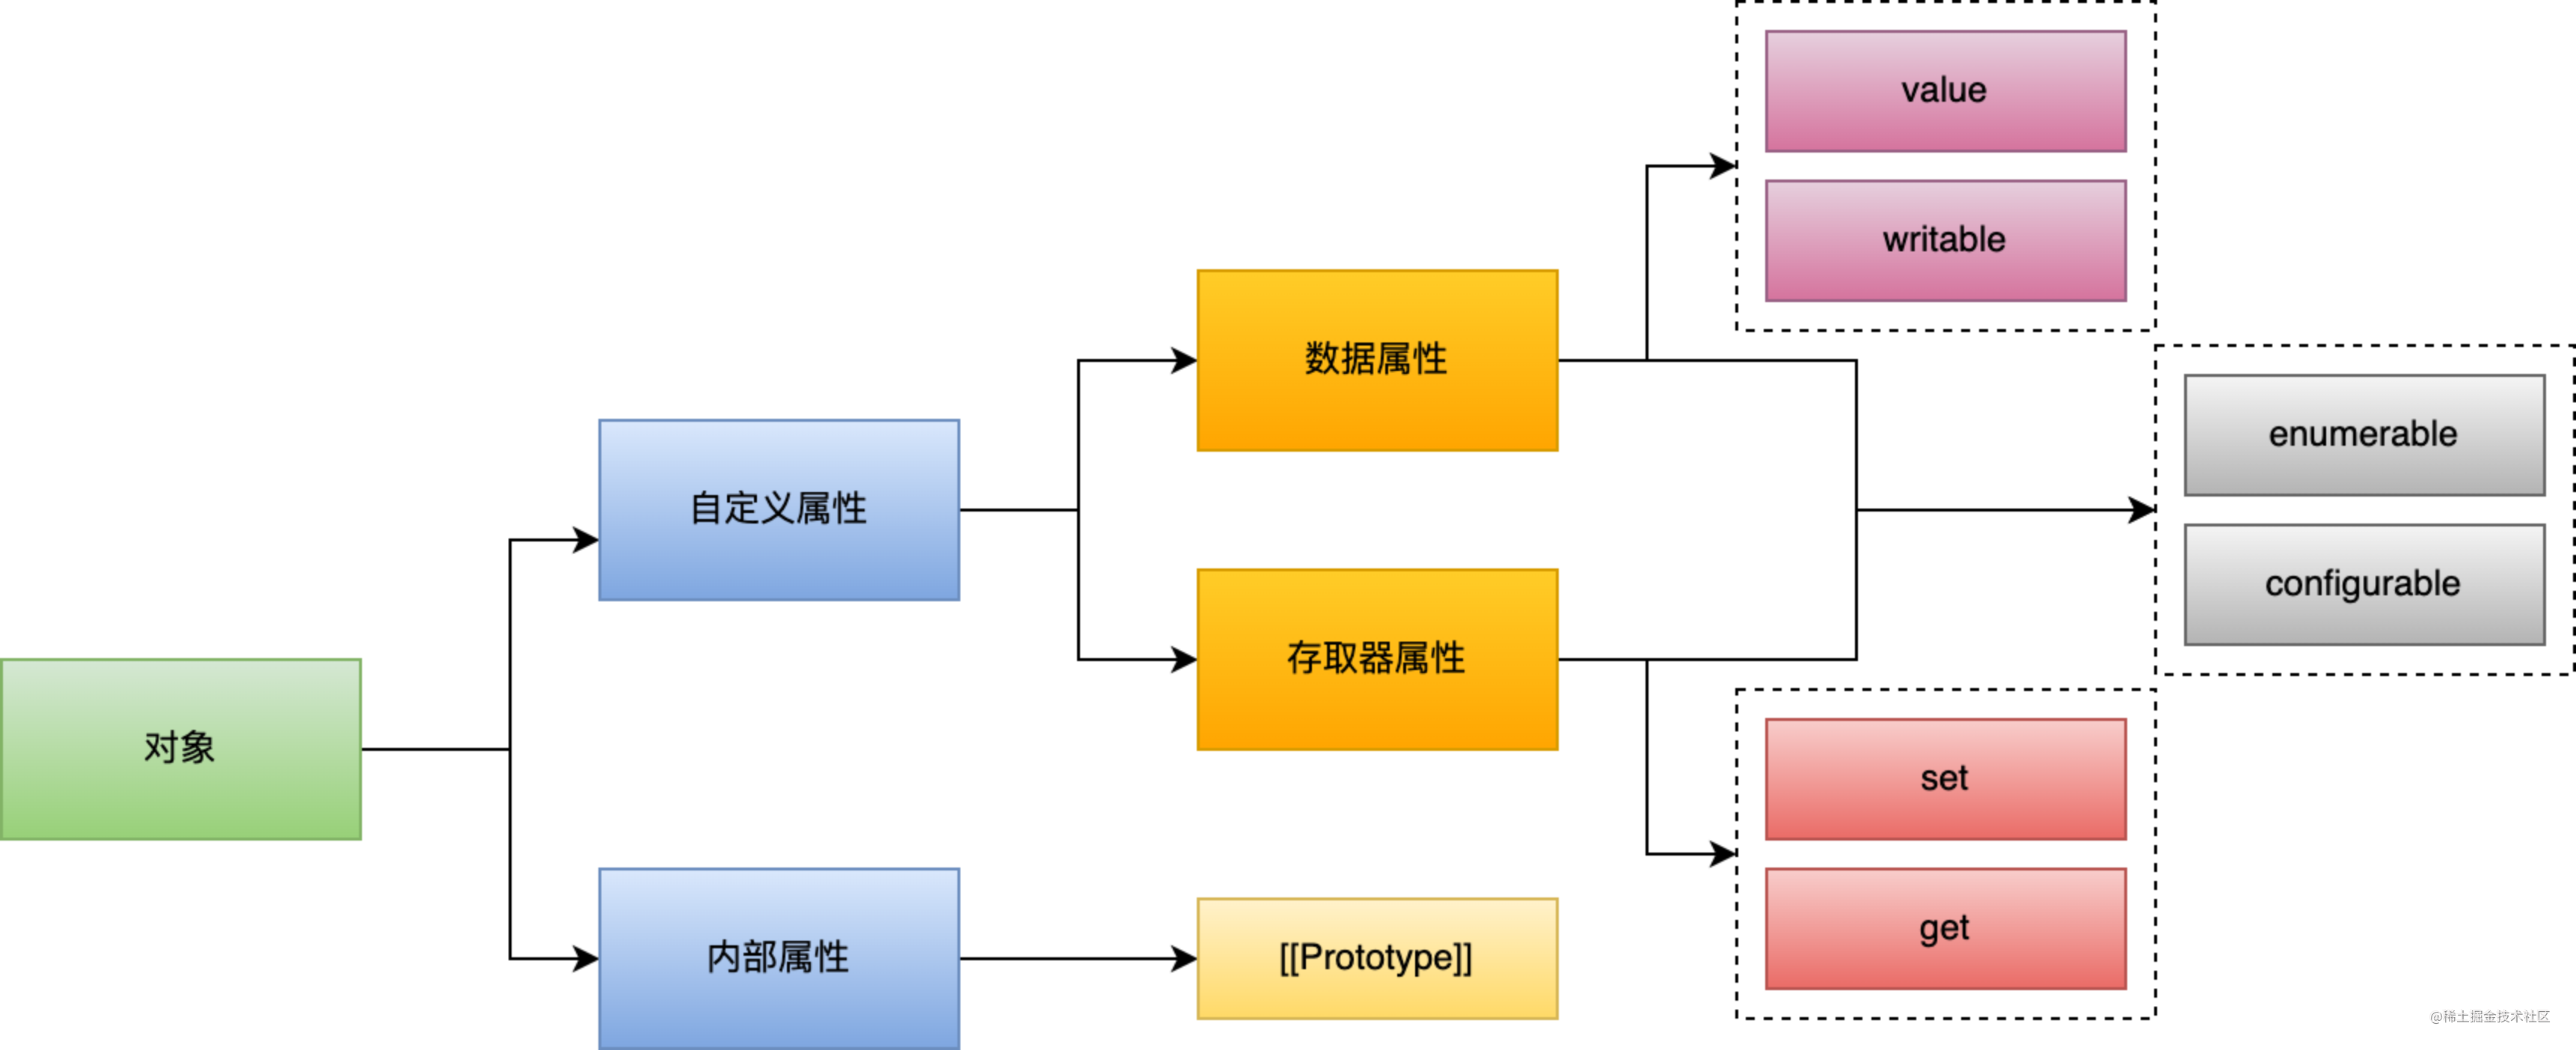 value
writable
数据属性
enumerable
自定义属性
configurable
存取器属性
对象
set
get
内部属性
[[Prototype]]
@稀土掘金技术社区